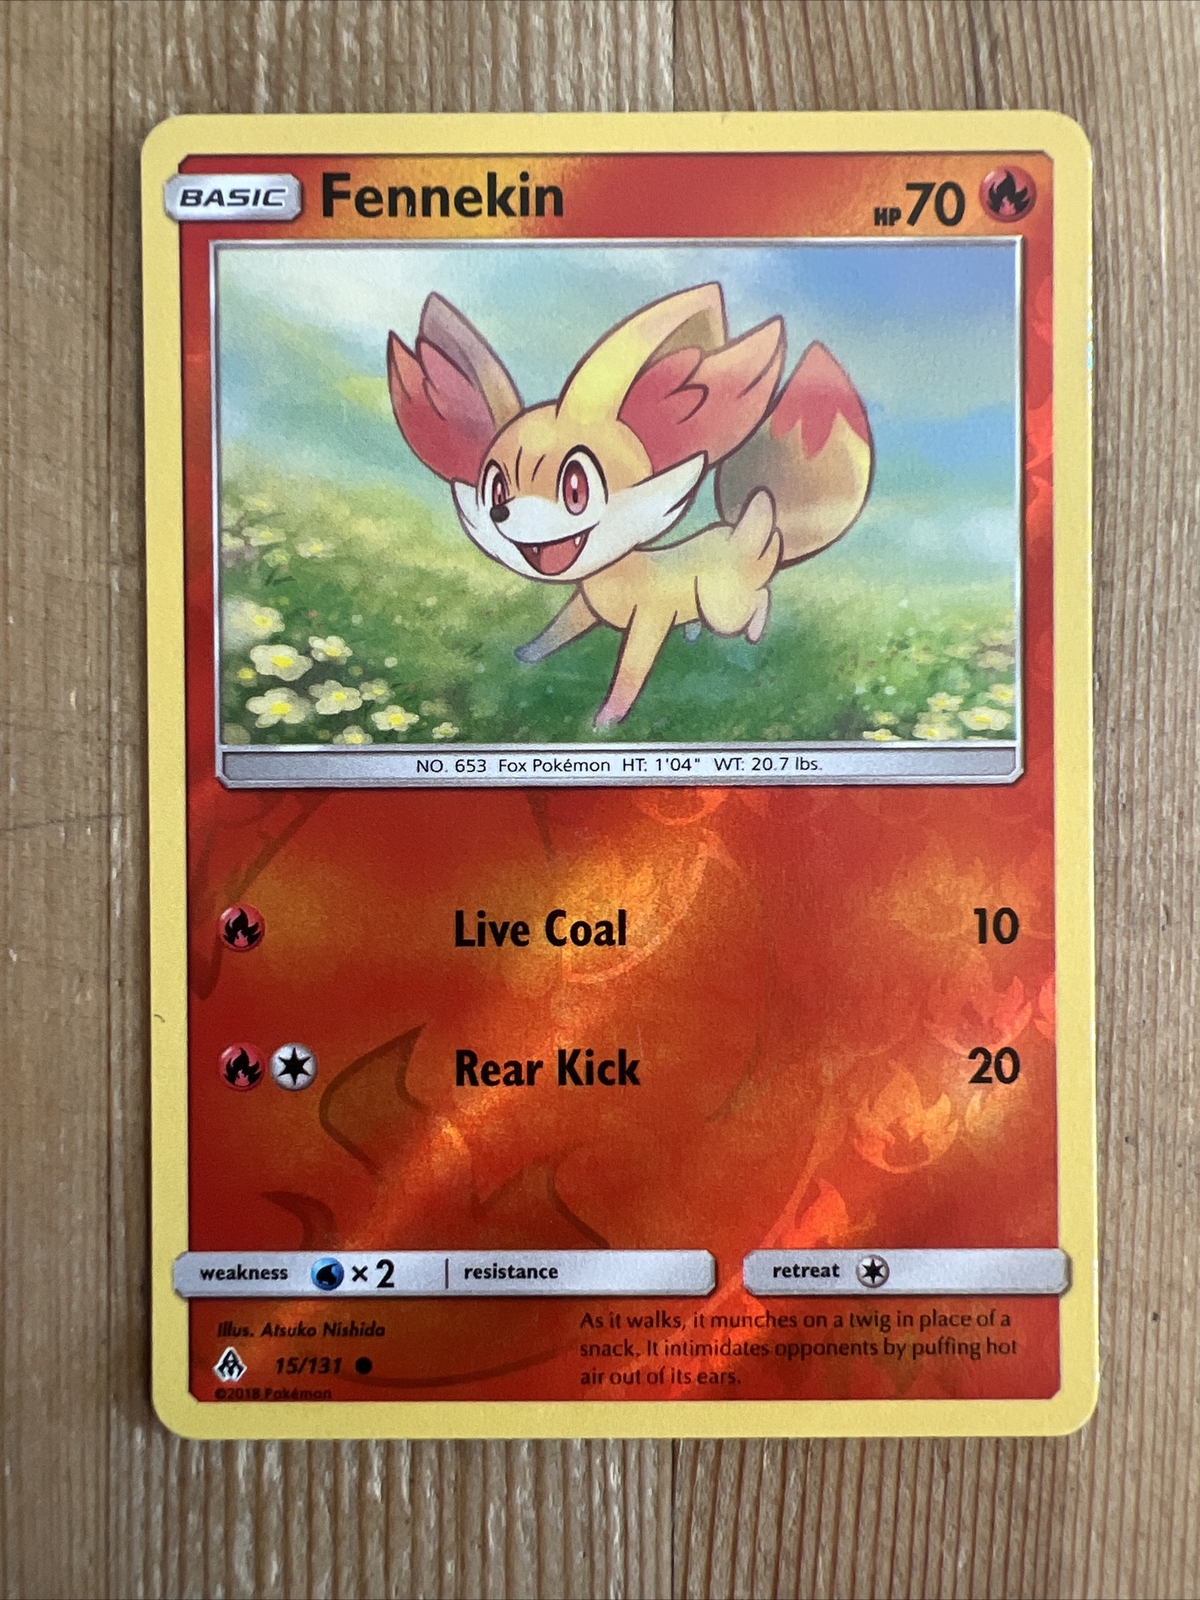 BASIC Fennekin HP 70
NO. 653 Fox Pokémon HT: 1'04" WT: 20.7 lbs.
Live Coal 10
Rear Kick 20
weakness ×2 resistance retreat
Illus. Atsuko Nishida
15/131
©2018 Pokémon
As it walks, it munches on a twig in place of a
snack. It intimidates opponents by puffing hot
air out of its ears.